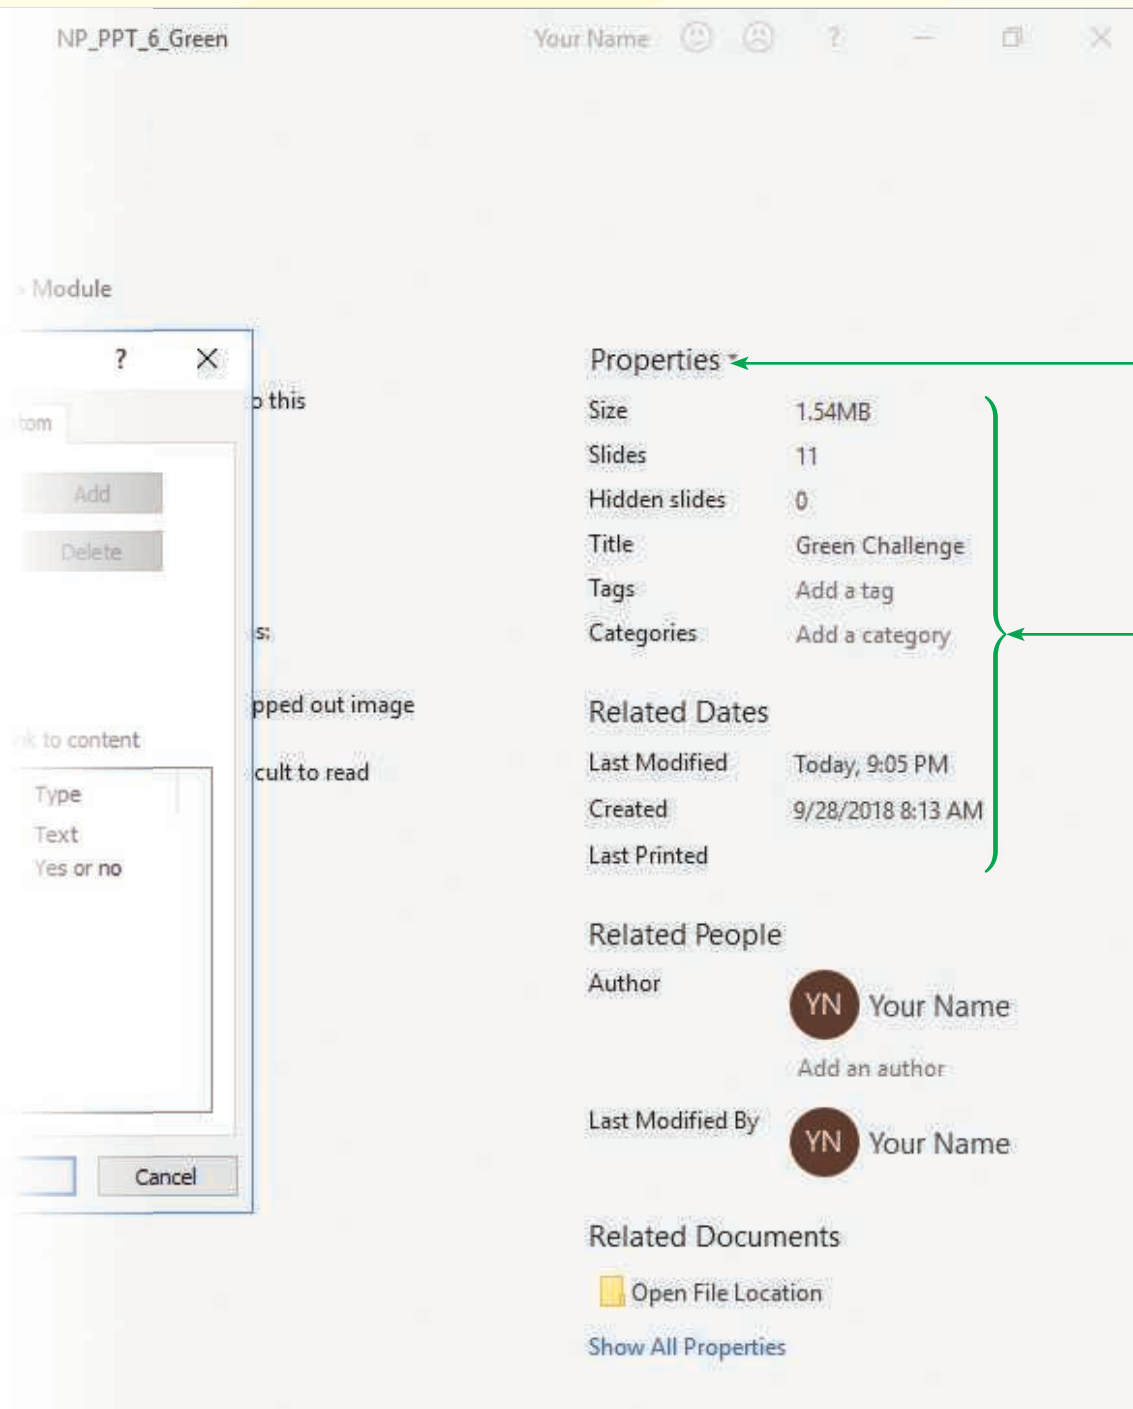 NP_PPT_6_Green
Your Name
?
» Module
?
o this
tom
Add
Delete
s:
pped out image
nk to content
cult to read
Type
Text
Yes or no
Cancel
Properties
Size 1.54MB
Slides 11
Hidden slides 0
Title Green Challenge
Tags Add a tag
Categories Add a category
Related Dates
Last Modified Today, 9:05 PM
Created 9/28/2018 8:13 AM
Last Printed
Related People
Author
YN Your Name
Add an author
Last Modified By
YN Your Name
Related Documents
Open File Location
Show All Properties